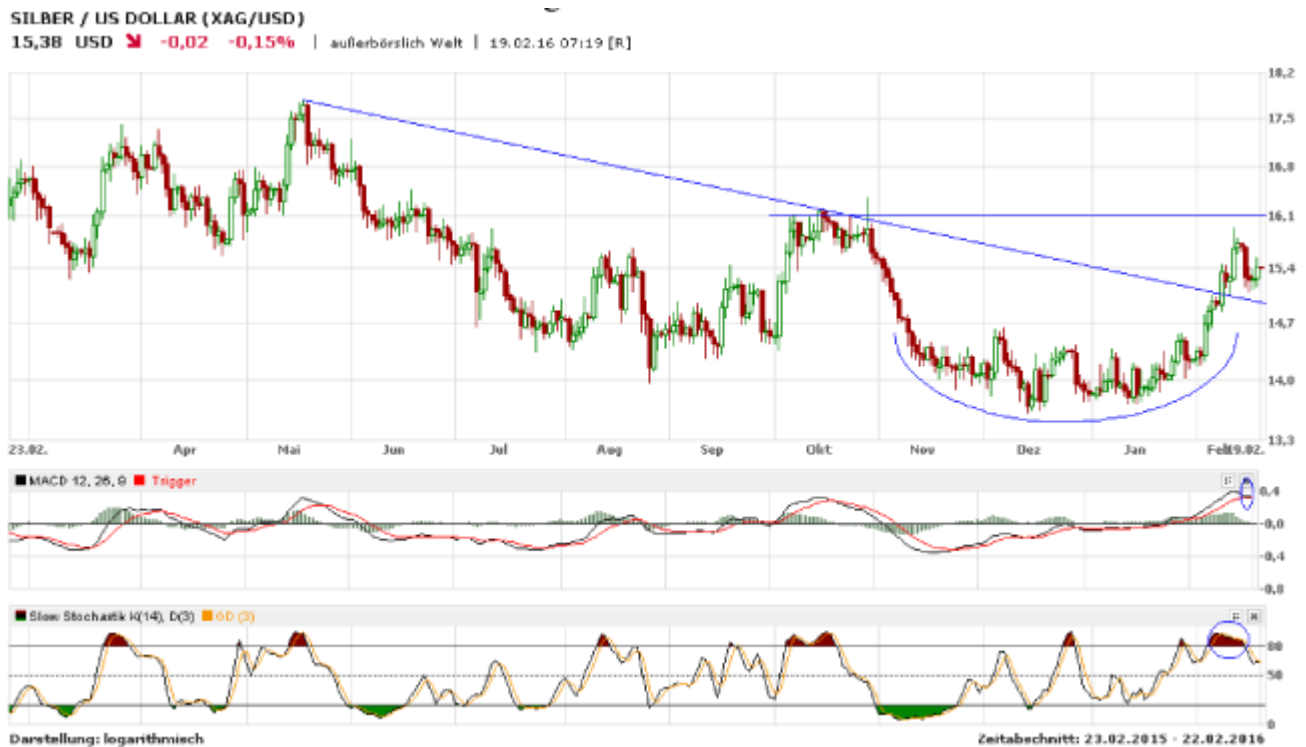 SILBER / US DOLLAR (XAG/USD)
15,38 USD -0,02 -0,15% | außerbörslich Welt | 19.02.16 07:19 [R]
18,2
17,5
16,8
16,1
15,4
14,7
14,0
13,3
23.02. Apr Mai Jun Jul Aug Sep Okt Nov Dez Jan 19.02.
MACD 12, 26, 9 Trigger
0,4
-0,0
-0,4
-0,8
Slow Stochastik K(14), D(3) GD (3)
80
50
0
Darstellung: logarithmisch Zeitabschnitt: 23.02.2015 - 22.02.2016